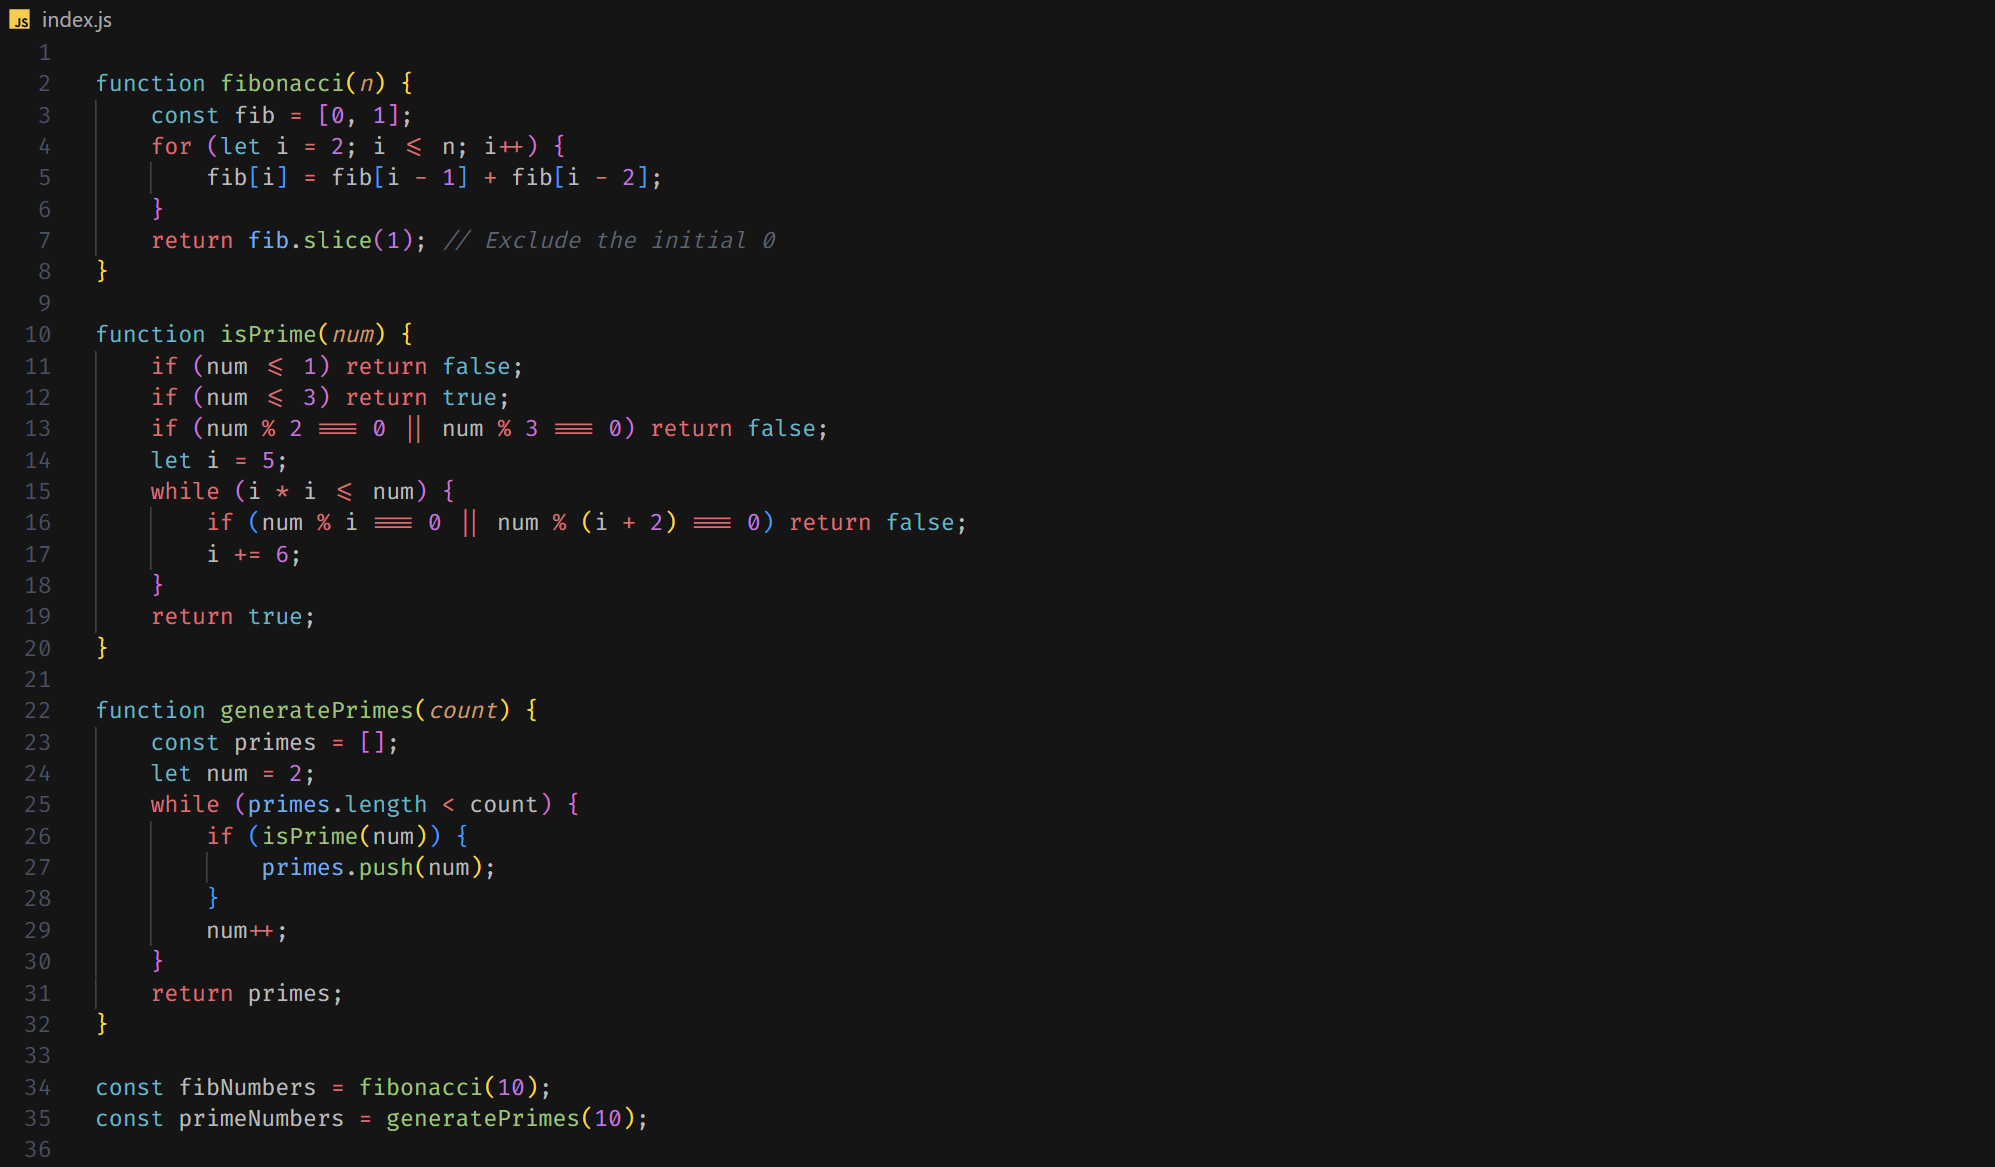 JS index.js
1
2 function fibonacci(n) {
3     const fib = [0, 1];
4     for (let i = 2; i <= n; i++) {
5         fib[i] = fib[i - 1] + fib[i - 2];
6     }
7     return fib.slice(1); // Exclude the initial 0
8 }
9
10 function isPrime(num) {
11     if (num <= 1) return false;
12     if (num <= 3) return true;
13     if (num % 2 === 0 || num % 3 === 0) return false;
14     let i = 5;
15     while (i * i <= num) {
16         if (num % i === 0 || num % (i + 2) === 0) return false;
17         i += 6;
18     }
19     return true;
20 }
21
22 function generatePrimes(count) {
23     const primes = [];
24     let num = 2;
25     while (primes.length < count) {
26         if (isPrime(num)) {
27             primes.push(num);
28         }
29         num++;
30     }
31     return primes;
32 }
33
34 const fibNumbers = fibonacci(10);
35 const primeNumbers = generatePrimes(10);
36